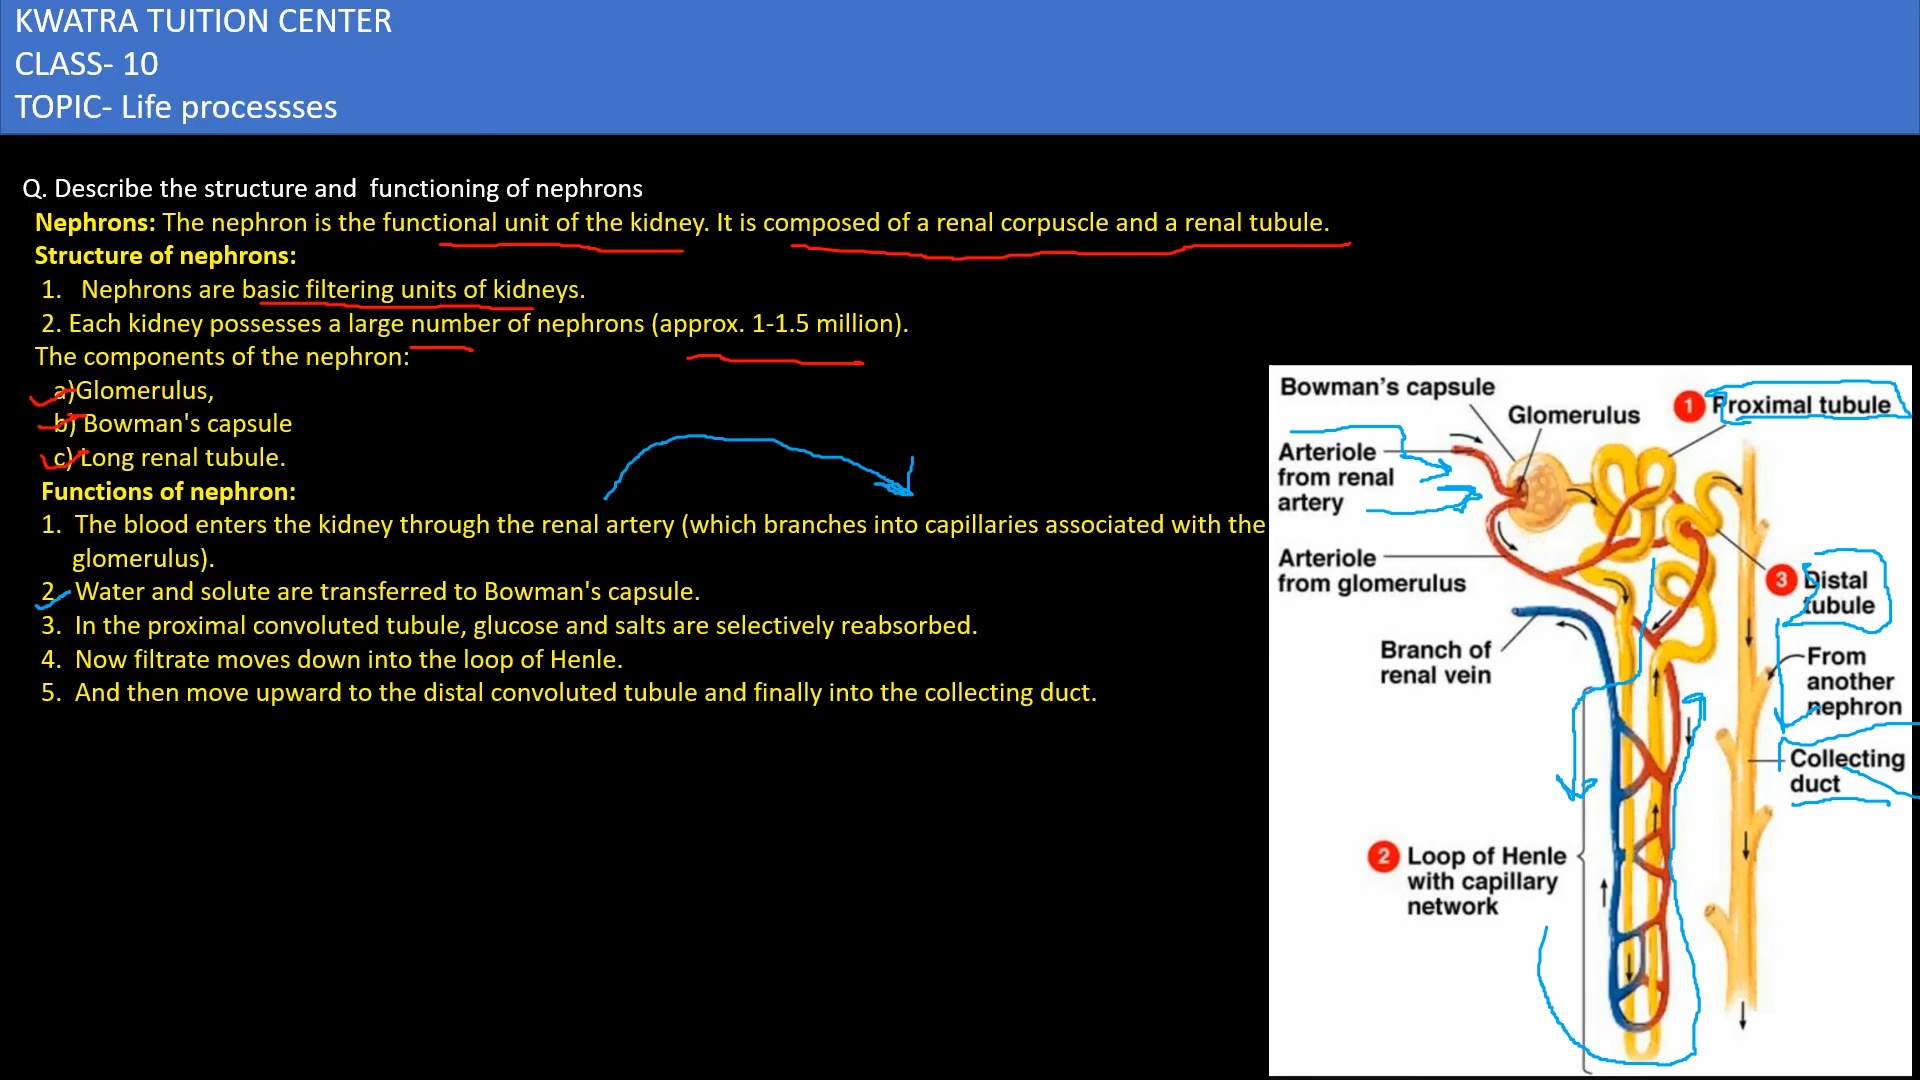 KWATRA TUITION CENTER
CLASS- 10
TOPIC- Life processses
Q. Describe the structure and functioning of nephrons
Nephrons: The nephron is the functional unit of the kidney. It is composed of a renal corpuscle and a renal tubule.
Structure of nephrons:
1. Nephrons are basic filtering units of kidneys.
2. Each kidney possesses a large number of nephrons (approx. 1-1.5 million).
The components of the nephron:
a)Glomerulus,
b) Bowman's capsule
c) Long renal tubule.
Functions of nephron:
1. The blood enters the kidney through the renal artery (which branches into capillaries associated with the
glomerulus).
2. Water and solute are transferred to Bowman's capsule.
3. In the proximal convoluted tubule, glucose and salts are selectively reabsorbed.
4. Now filtrate moves down into the loop of Henle.
5. And then move upward to the distal convoluted tubule and finally into the collecting duct.
Bowman's capsule
Glomerulus
1 Proximal tubule
Arteriole
from renal
artery
Arteriole
from glomerulus
3 Distal
tubule
Branch of
renal vein
From
another
nephron
Collecting
duct
2 Loop of Henle
with capillary
network